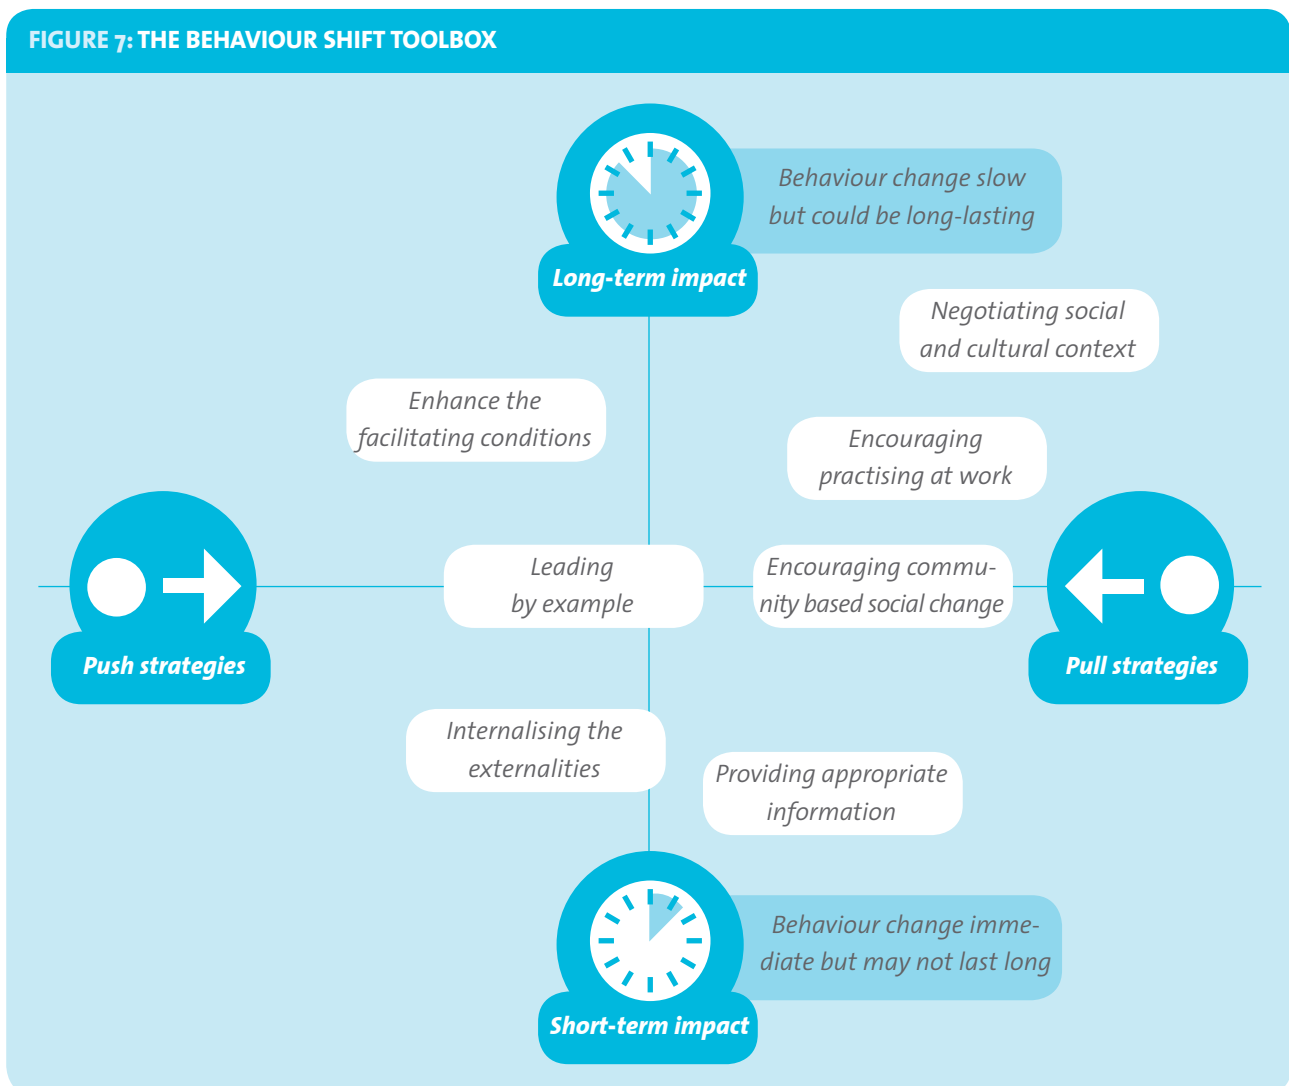 FIGURE 7: THE BEHAVIOUR SHIFT TOOLBOX
Behaviour change slow
but could be long-lasting
Long-term impact
Negotiating social
and cultural context
Enhance the
facilitating conditions
Encouraging
practising at work
Leading
by example
Encouraging commu-
nity based social change
Push strategies
Pull strategies
Internalising the
externalities
Providing appropriate
information
Behaviour change imme-
diate but may not last long
Short-term impact